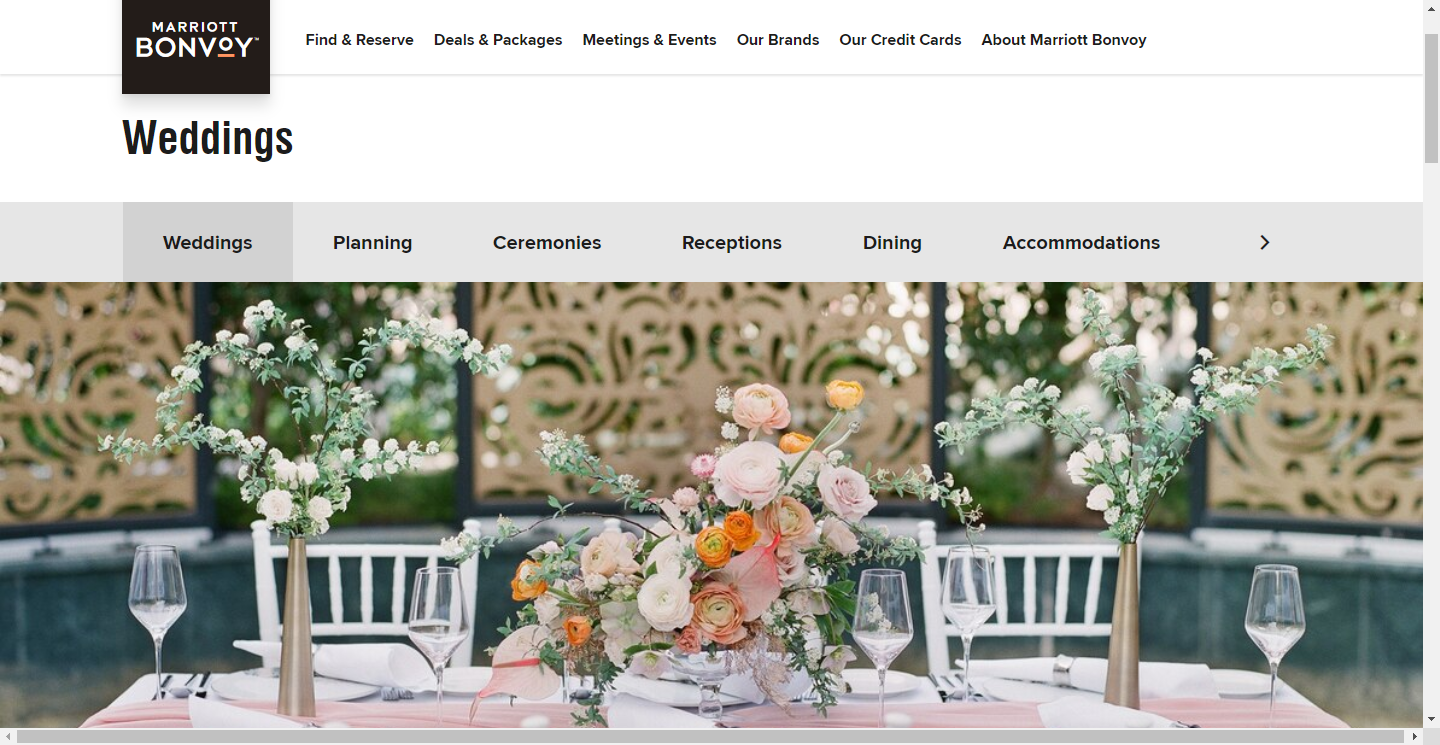 MARRIOTT
BONVOY™
Find & Reserve
Deals & Packages
Meetings & Events
Our Brands
Our Credit Cards
About Marriott Bonvoy
Weddings
Weddings
Planning
Ceremonies
Receptions
Dining
Accommodations